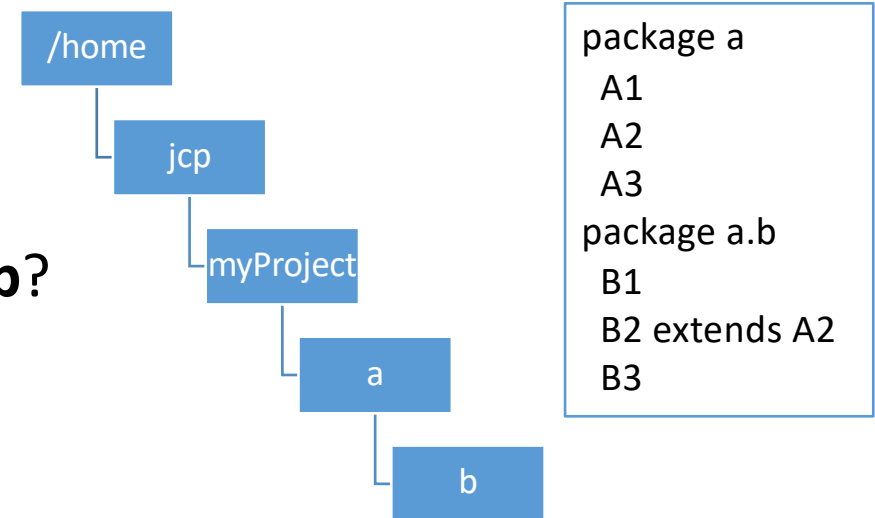 /home
jcp
myProject
a
b
b?
package a
A1
A2
A3
package a.b
B1
B2 extends A2
B3